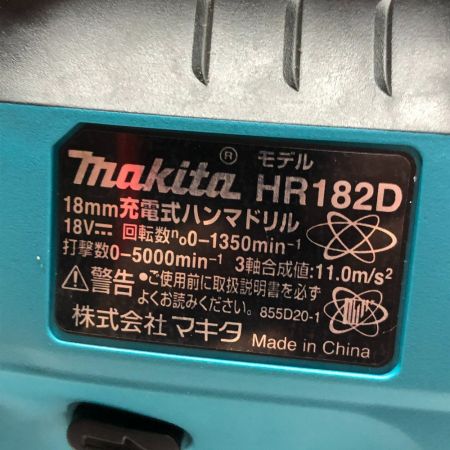 makita® モデル HR182D
18mm充電式ハンマドリル
18V⎓ 回転数n₀0-1350min⁻¹
打撃数0-5000min⁻¹ 3軸合成値:11.0m/s²
⚠警告 •ご使用前に取扱説明書を必ず
よくお読みください。 855D20-1
株式会社 マキタ Made in China